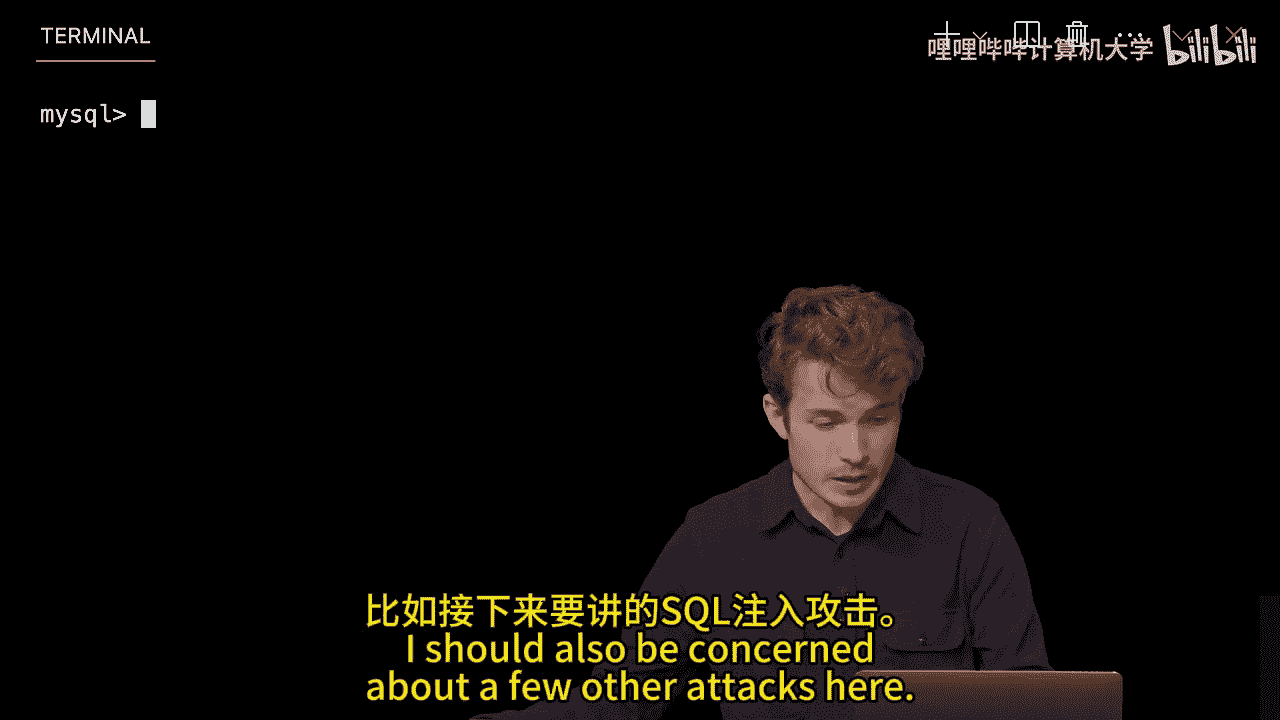 TERMINAL
哩哩哔哔计算机大学 bilibili
mysql>
比如接下来要讲的SQL注入攻击。
I should also be concerned
about a few other attacks here.